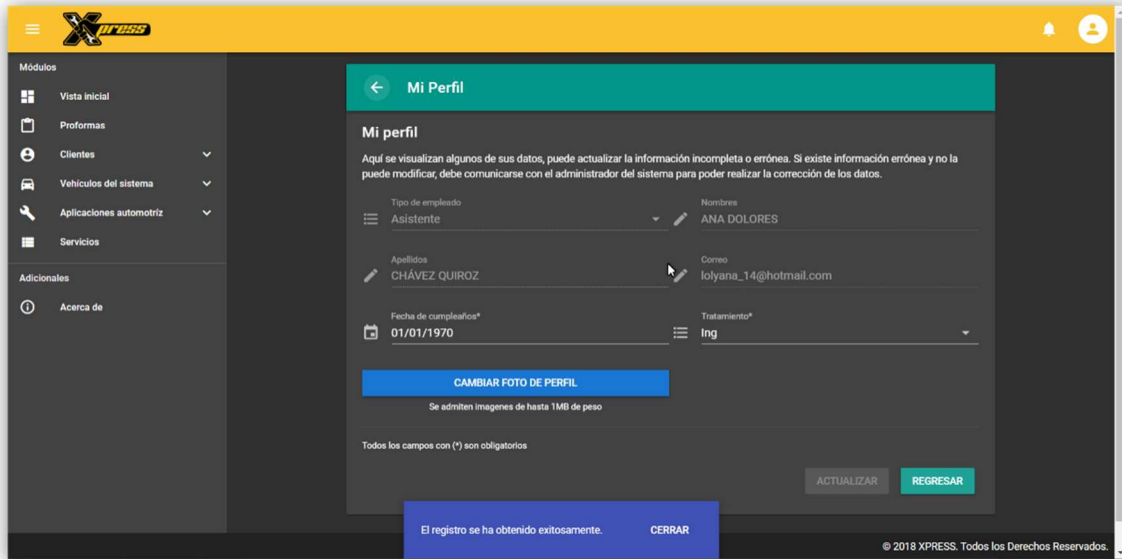 Xpress
Módulos
Vista inicial
Proformas
Clientes
Vehículos del sistema
Aplicaciones automotríz
Servicios
Adicionales
Acerca de
Mi Perfil
Mi perfil
Aquí se visualizan algunos de sus datos, puede actualizar la información incompleta o errónea. Si existe información errónea y no la
puede modificar, debe comunicarse con el administrador del sistema para poder realizar la corrección de los datos.
Tipo de empleado
Asistente
Nombres
ANA DOLORES
Apellidos
CHÁVEZ QUIROZ
Correo
lolyana_14@hotmail.com
Fecha de cumpleaños*
01/01/1970
Tratamiento*
Ing
CAMBIAR FOTO DE PERFIL
Se admiten imagenes de hasta 1MB de peso
Todos los campos con (*) son obligatorios
ACTUALIZAR
REGRESAR
El registro se ha obtenido exitosamente.
CERRAR
© 2018 XPRESS. Todos los Derechos Reservados.